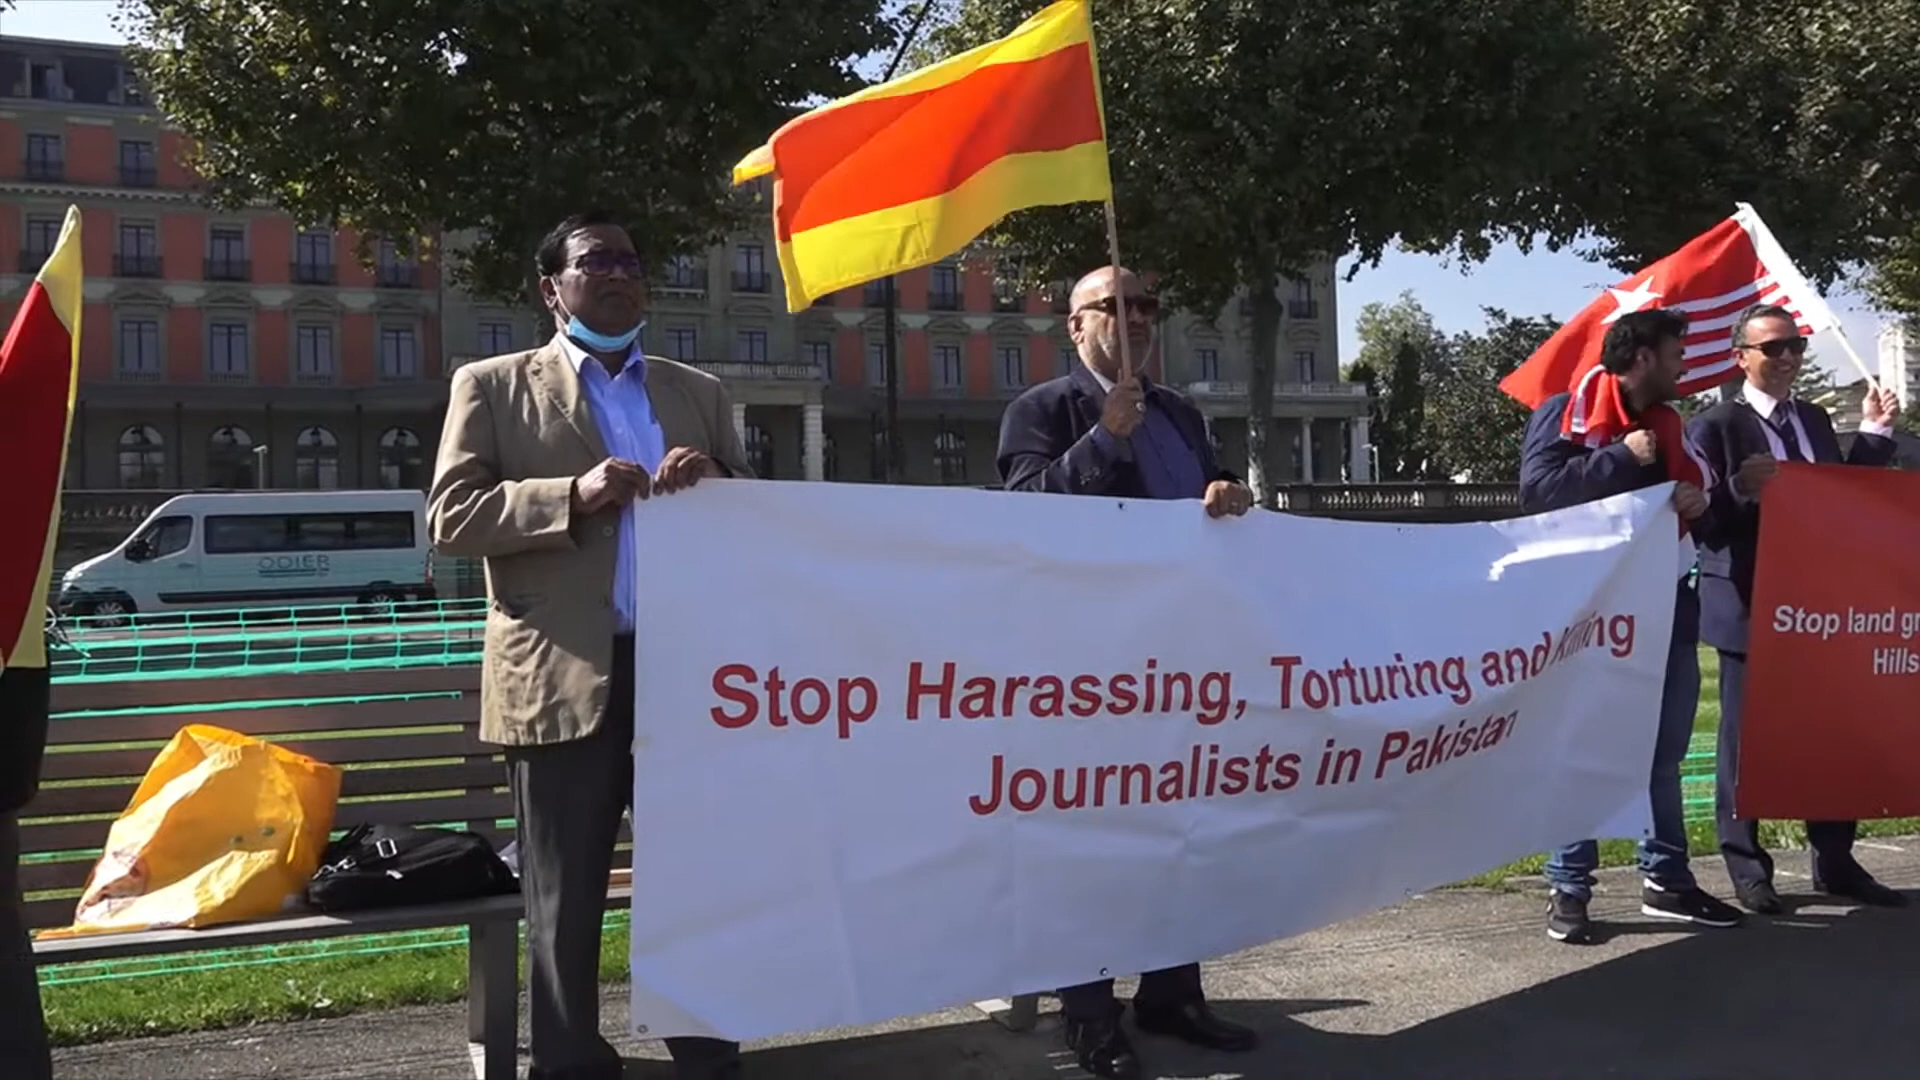 ODIER
Stop Harassing, Torturing and Killing
Journalists in Pakistan
Stop land gr
Hills